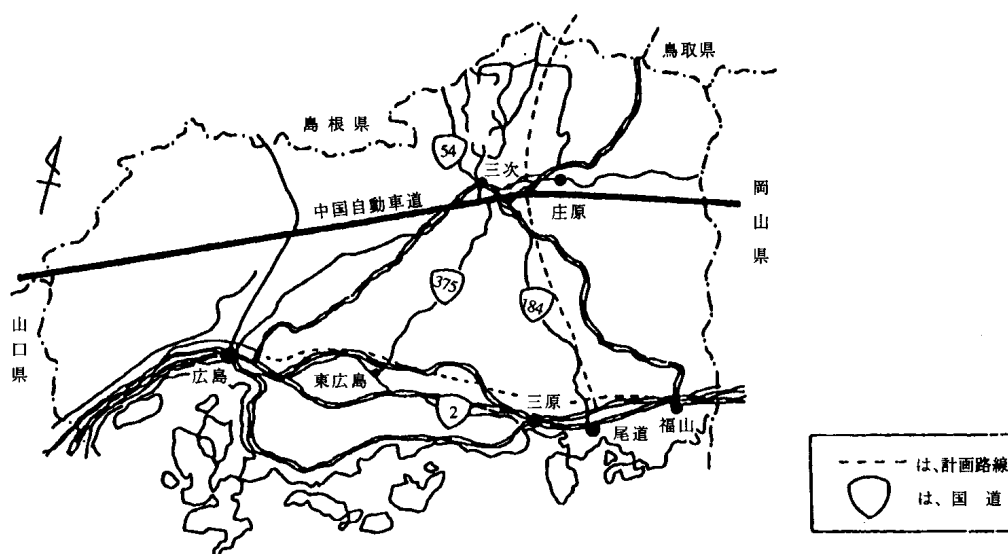 鳥取県
島根県
54
三次
岡山県
中国自動車道
庄原
375
184
山口県
広島
東広島
三原
2
尾道
福山
は、計画路線
は、国道